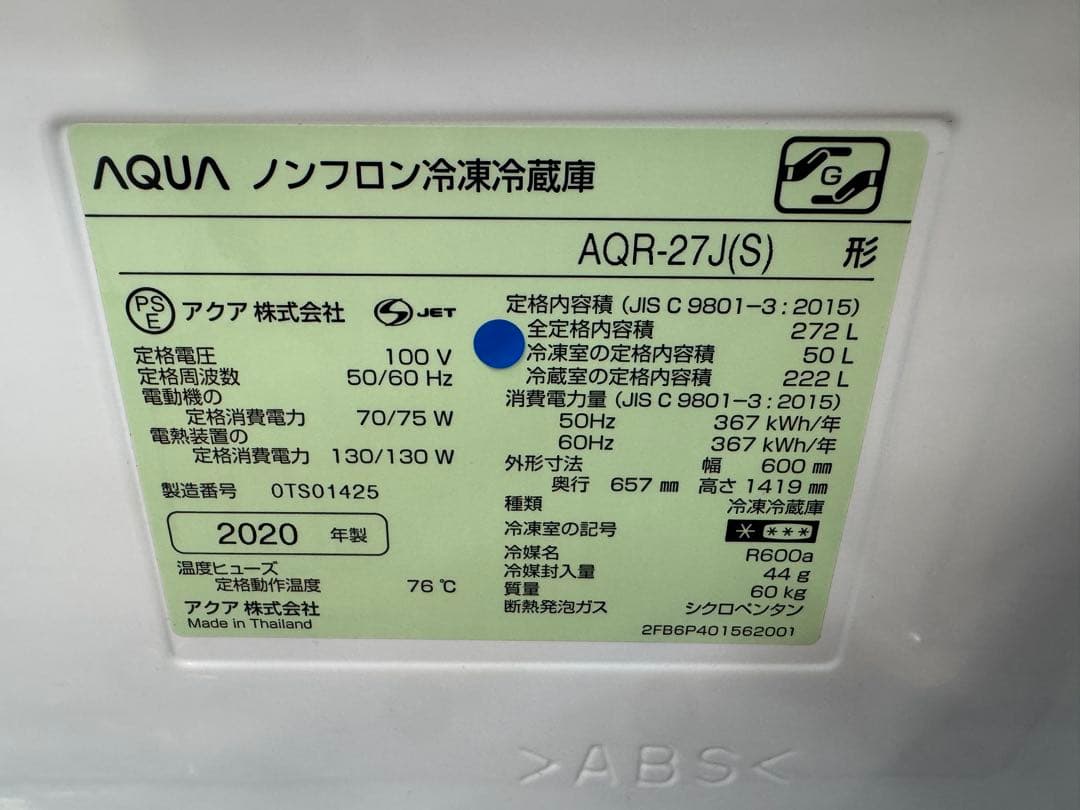 AQUA ノンフロン冷凍冷蔵庫
G
AQR-27J(S) 形
PS
E
アクア 株式会社
S JET
定格電圧 100 V
定格周波数 50/60 Hz
電動機の
定格消費電力 70/75 W
電熱装置の
定格消費電力 130/130 W
製造番号 0TS01425
2020 年製
温度ヒューズ
定格動作温度 76 ℃
アクア 株式会社
Made in Thailand
定格内容積 (JIS C 9801-3 : 2015)
全定格内容積 272 L
冷凍室の定格内容積 50 L
冷蔵室の定格内容積 222 L
消費電力量 (JIS C 9801-3 : 2015)
50Hz 367 kWh/年
60Hz 367 kWh/年
外形寸法 幅 600 ㎜
奥行 657 ㎜ 高さ 1419 ㎜
種類 冷凍冷蔵庫
冷凍室の記号 * ***
冷媒名 R600a
冷媒封入量 44 g
質量 60 kg
断熱発泡ガス シクロペンタン
2FB6P401562001
>ABS<